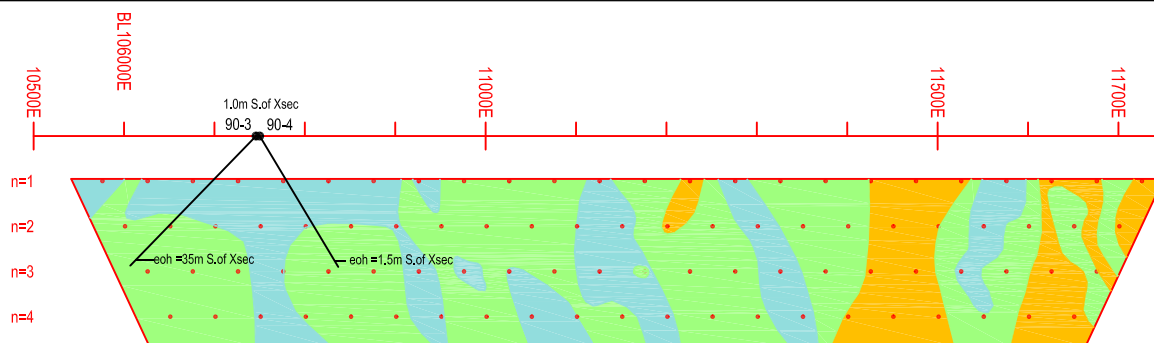 BL106000E
10500E
11000E
11500E
11700E
1.0m S.of Xsec
90-3 90-4
n=1
n=2
eoh =35m S.of Xsec
eoh =1.5m S.of Xsec
n=3
n=4